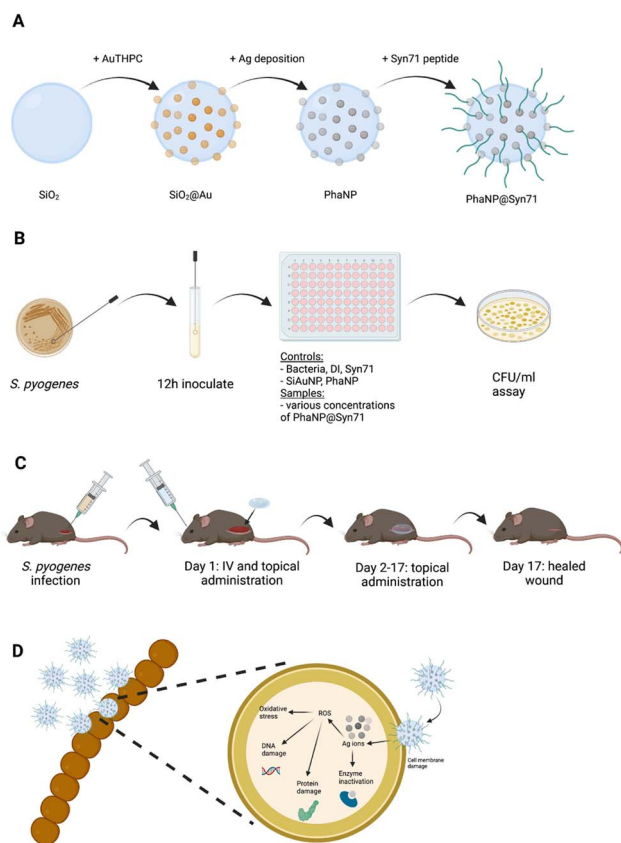 A
+ AuTHPC
+ Ag deposition
+ Syn71 peptide
SiO₂
SiO₂@Au
PhaNP
PhaNP@Syn71
B
S. pyogenes
12h inoculate
Controls:
- Bacteria, DI, Syn71
- SiAuNP, PhaNP
Samples:
- various concentrations
of PhaNP@Syn71
CFU/ml
assay
C
S. pyogenes
infection
Day 1: IV and topical
administration
Day 2-17: topical
administration
Day 17: healed
wound
D
Oxidative
stress
ROS
DNA
damage
Ag ions
Cell membrane
damage
Protein
damage
Enzyme
inactivation